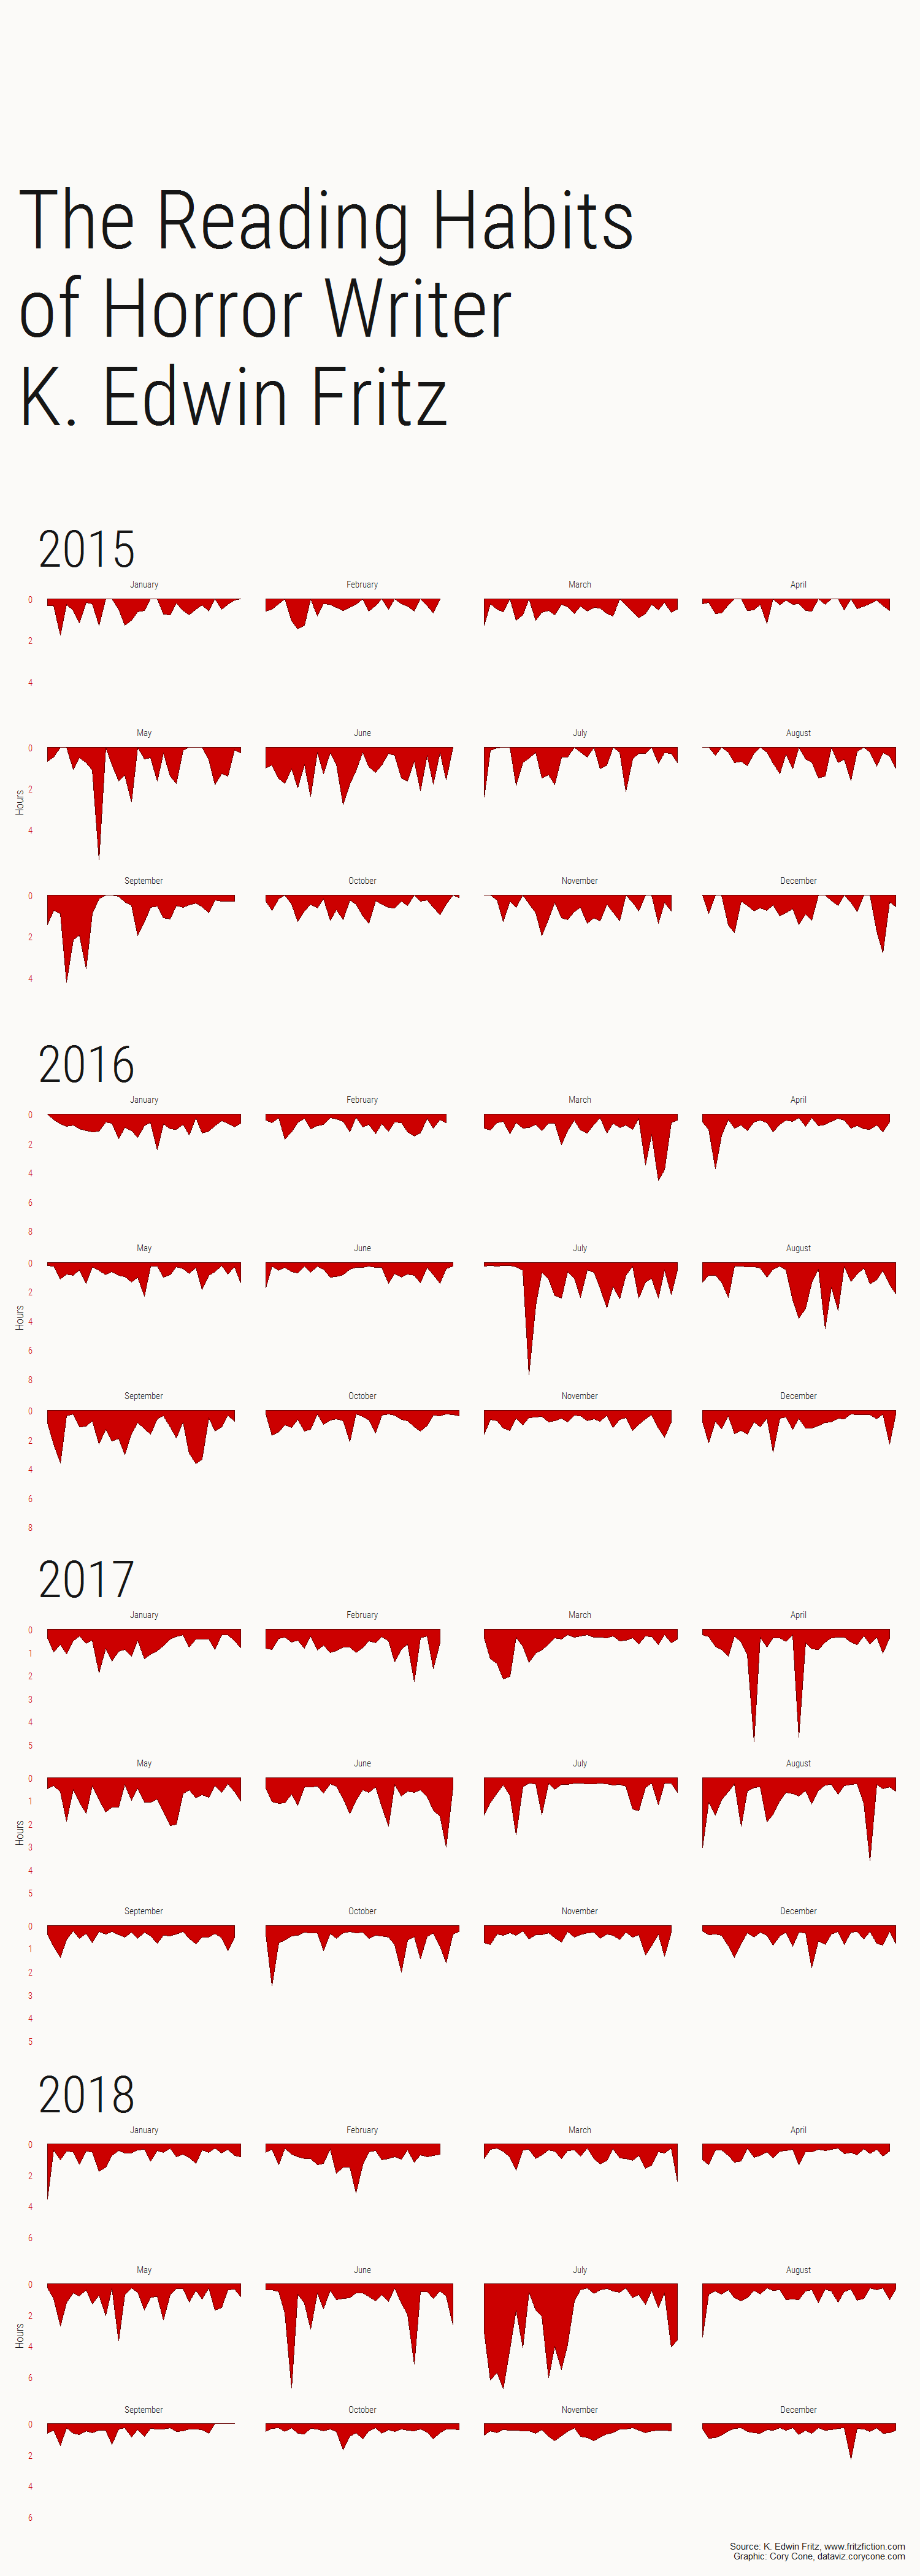 The Reading Habits
of Horror Writer
K. Edwin Fritz
2015
January February March April
0
2
4
May June July August
0
2
4
Hours
September October November December
0
2
4
2016
January February March April
0
2
4
6
8
May June July August
0
2
4
6
8
Hours
September October November December
0
2
4
6
8
2017
January February March April
0
1
2
3
4
5
May June July August
0
1
2
3
4
5
Hours
September October November December
0
1
2
3
4
5
2018
January February March April
0
2
4
6
May June July August
0
2
4
6
Hours
September October November December
0
2
4
6
Source: K. Edwin Fritz, www.fritzfiction.com
Graphic: Cory Cone, dataviz.corycone.com